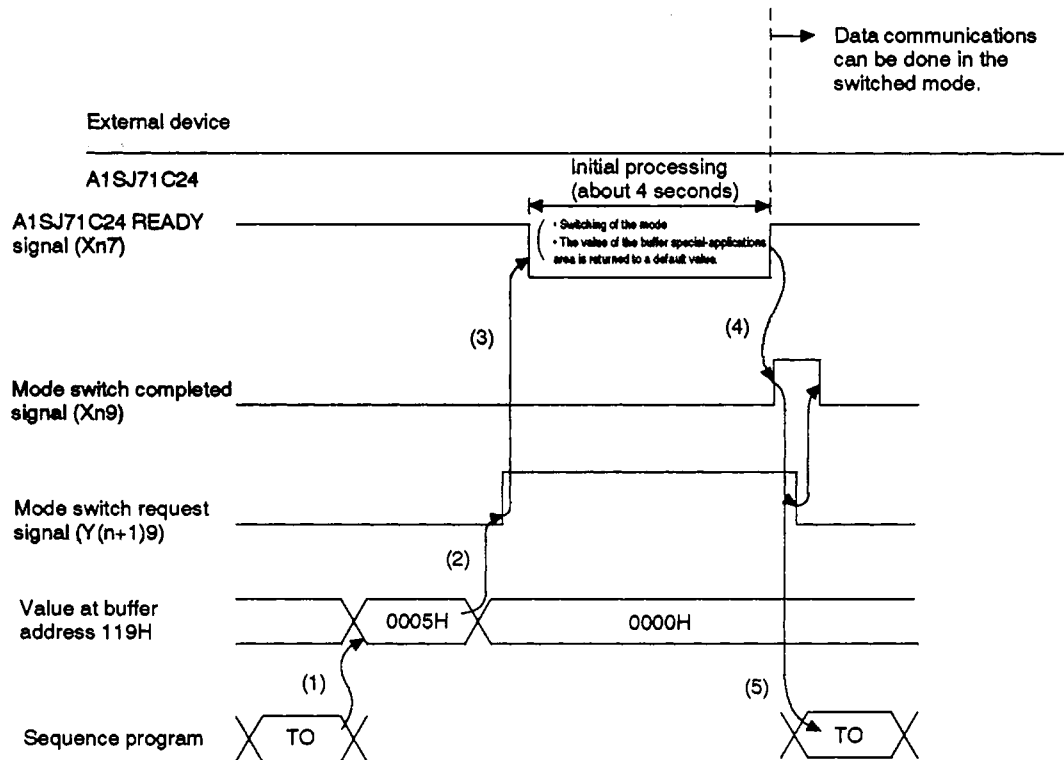 Data communications
can be done in the
switched mode.
External device
A1SJ71C24
Initial processing
(about 4 seconds)
A1SJ71C24 READY
signal (Xn7)
• Switching of the mode
• The value of the buffer special-applications
area is returned to a default value.
(3)
(4)
Mode switch completed
signal (Xn9)
Mode switch request
signal (Y(n+1)9)
(2)
Value at buffer
address 119H
0005H
0000H
(1)
(5)
Sequence program
TO
TO